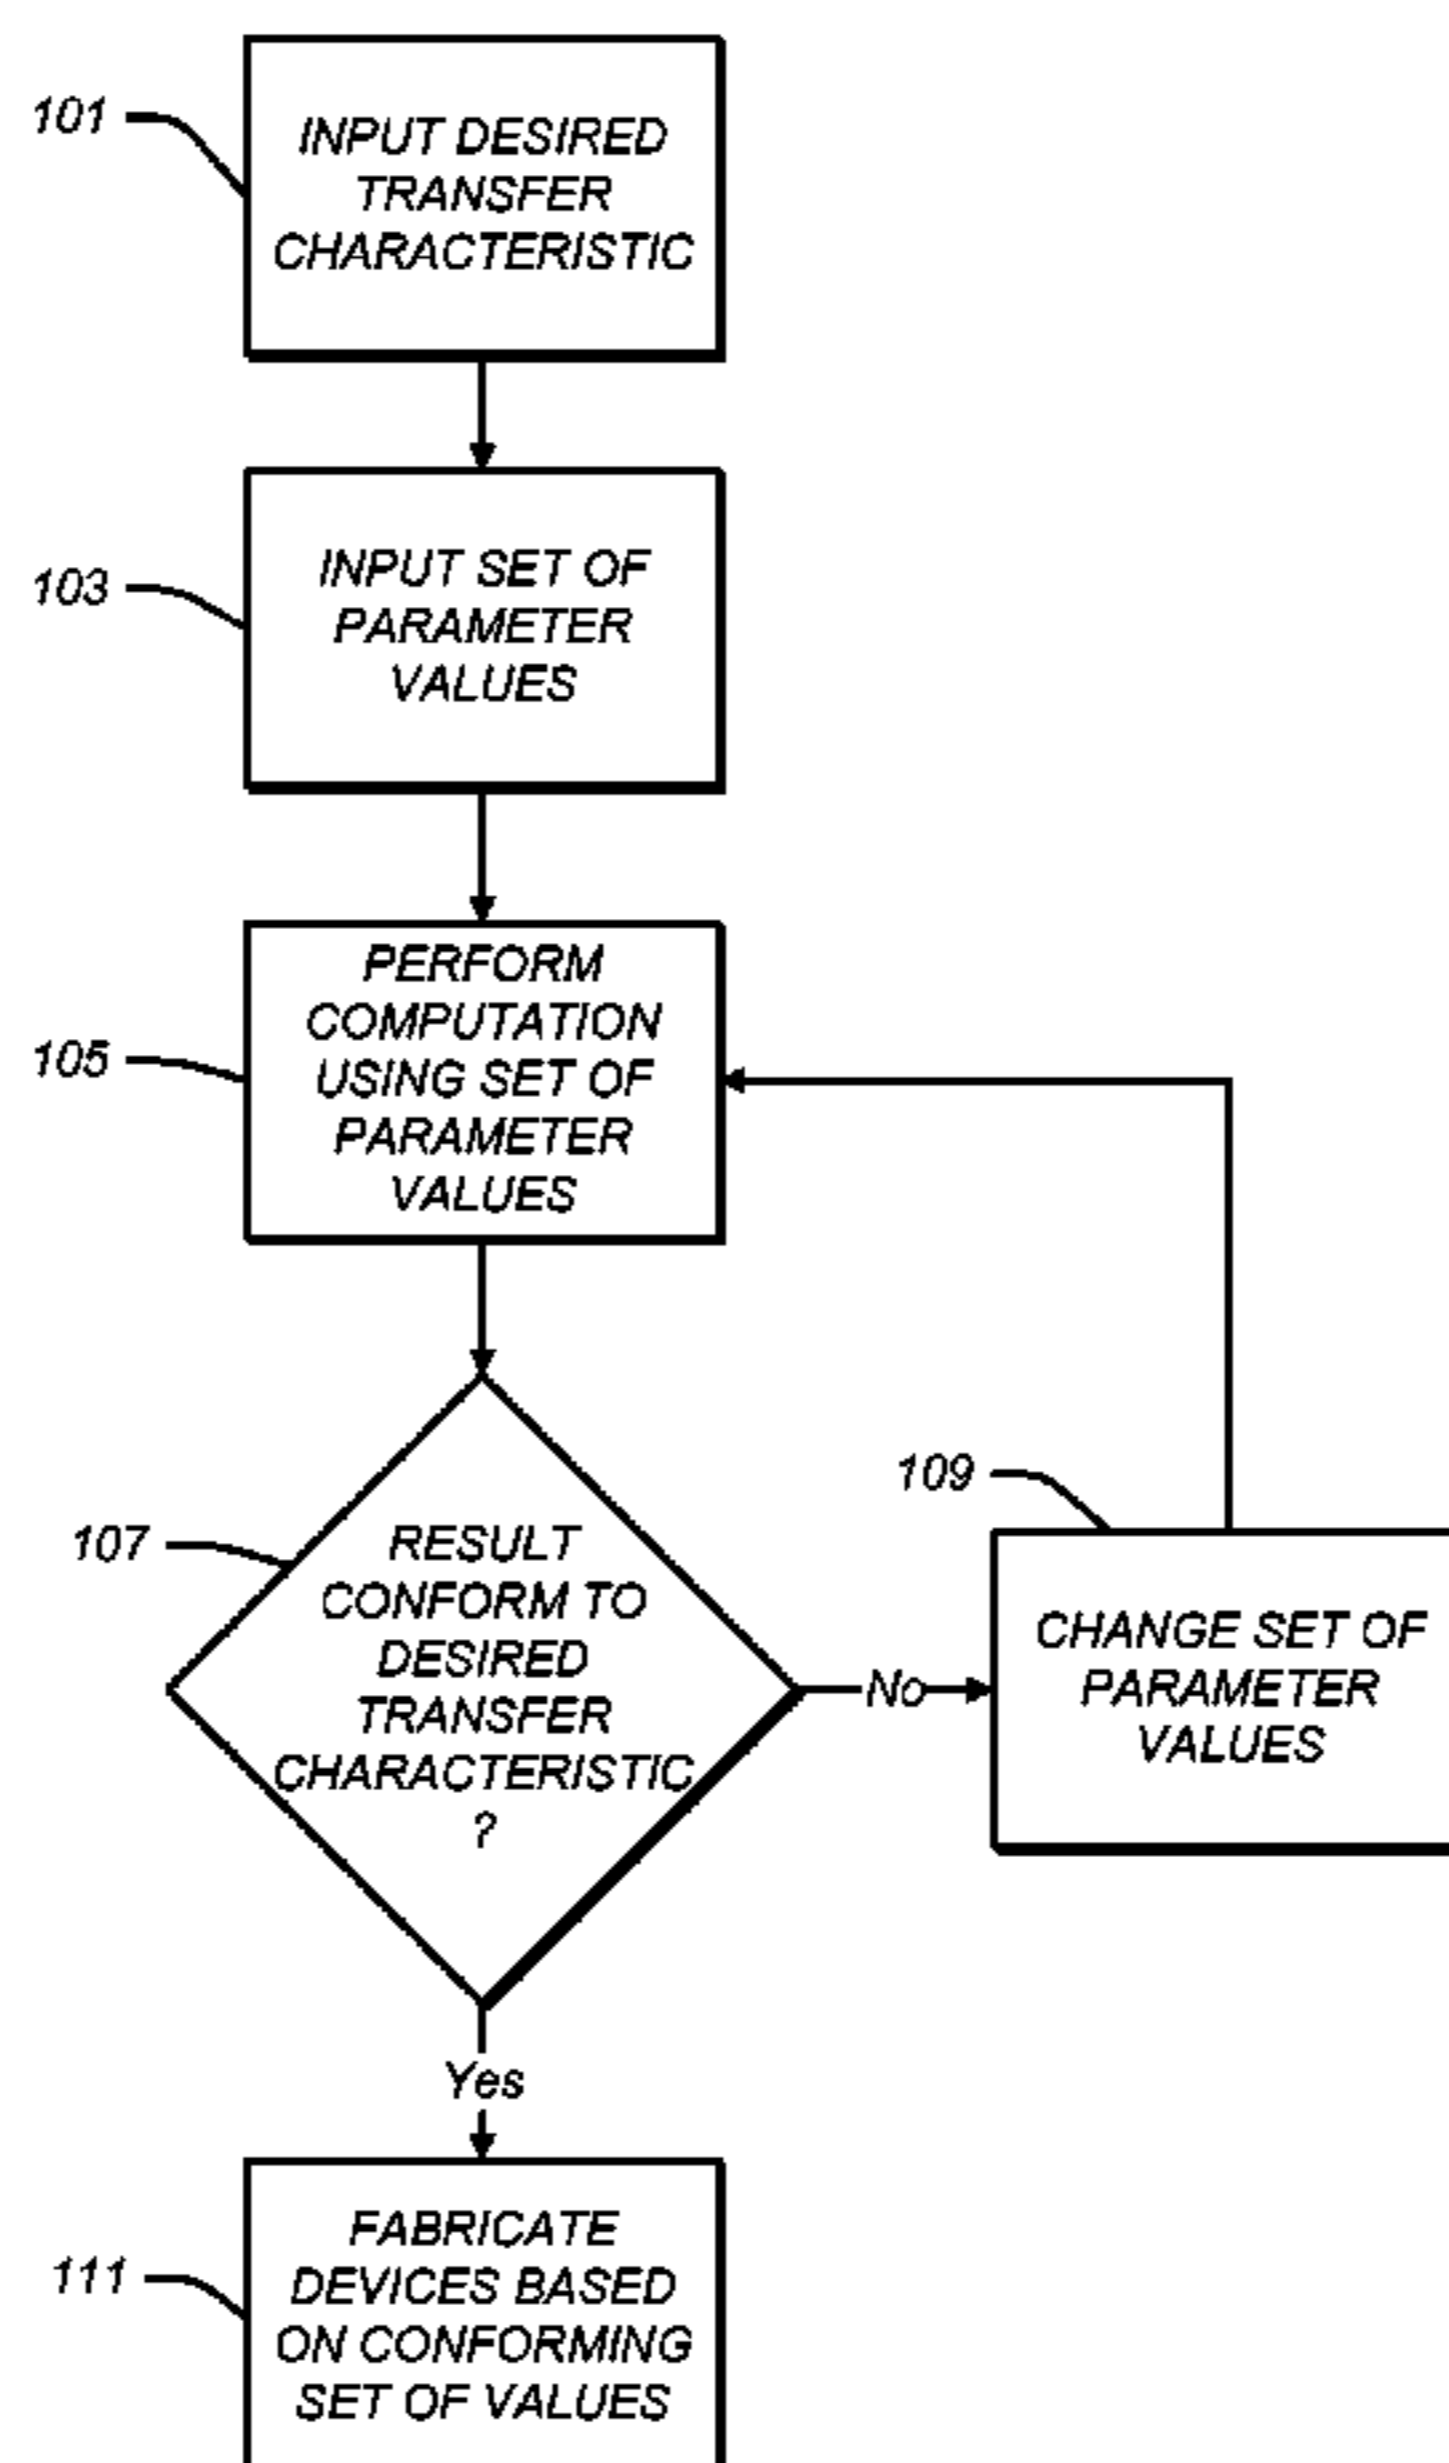 101
INPUT DESIRED
TRANSFER
CHARACTERISTIC
103
INPUT SET OF
PARAMETER
VALUES
105
PERFORM
COMPUTATION
USING SET OF
PARAMETER
VALUES
107
RESULT
CONFORM TO
DESIRED
TRANSFER
CHARACTERISTIC
?
No
109
CHANGE SET OF
PARAMETER
VALUES
Yes
111
FABRICATE
DEVICES BASED
ON CONFORMING
SET OF VALUES